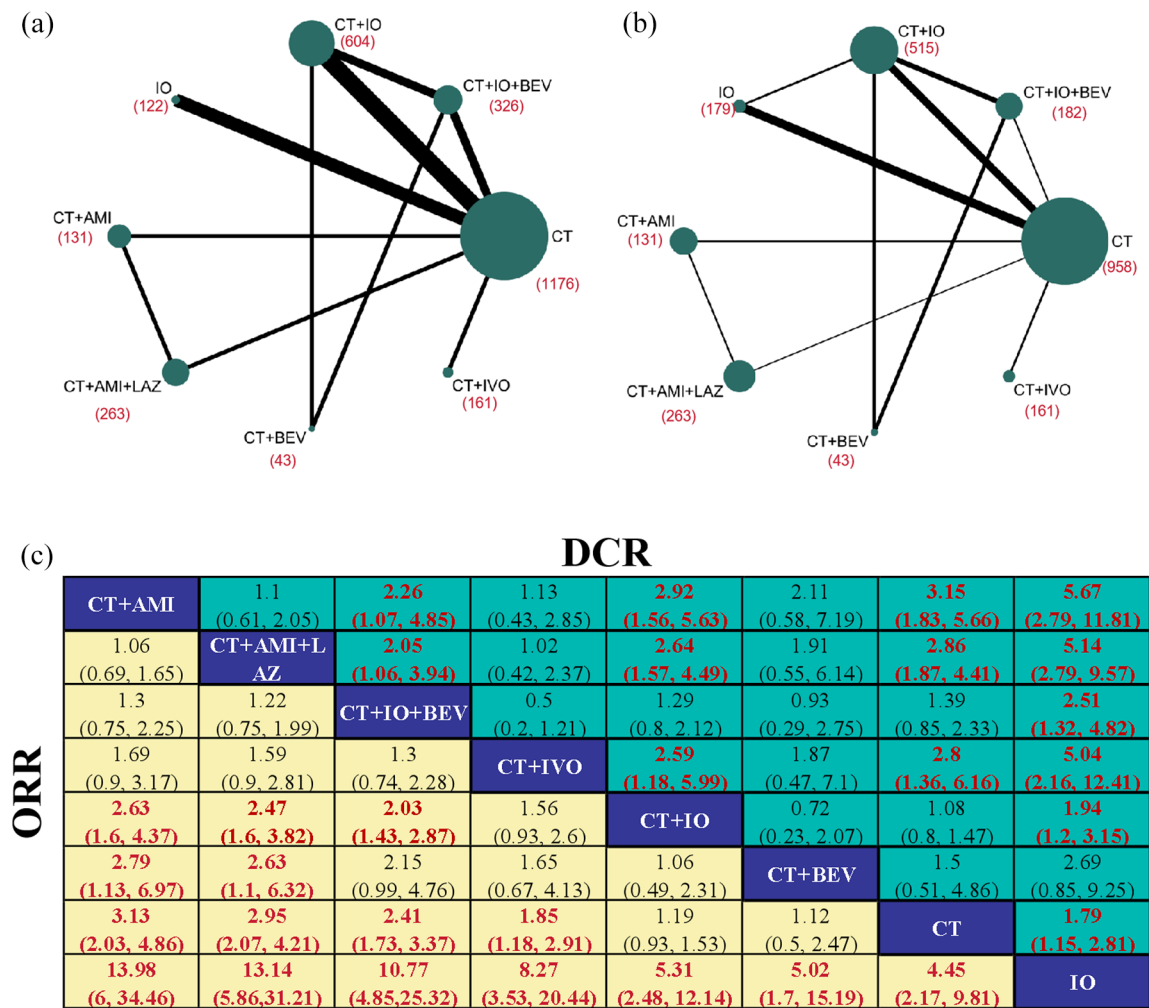 (a)
CT+IO
(604)
IO
(122)
CT+IO+BEV
(326)
CT+AMI
(131)
CT
(1176)
CT+AMI+LAZ
(263)
CT+IVO
(161)
CT+BEV
(43)
(b)
CT+IO
(515)
IO
(179)
CT+IO+BEV
(182)
CT+AMI
(131)
CT
(958)
CT+AMI+LAZ
(263)
CT+IVO
(161)
CT+BEV
(43)
(c)
DCR
ORR
CT+AMI 1.1 2.26 1.13 2.92 2.11 3.15 5.67
(0.61, 2.05) (1.07, 4.85) (0.43, 2.85) (1.56, 5.63) (0.58, 7.19) (1.83, 5.66) (2.79, 11.81)
1.06 CT+AMI+L 2.05 1.02 2.64 1.91 2.86 5.14
(0.69, 1.65) AZ (1.06, 3.94) (0.42, 2.37) (1.57, 4.49) (0.55, 6.14) (1.87, 4.41) (2.79, 9.57)
1.3 1.22 CT+IO+BEV 0.5 1.29 0.93 1.39 2.51
(0.75, 2.25) (0.75, 1.99) (0.2, 1.21) (0.8, 2.12) (0.29, 2.75) (0.85, 2.33) (1.32, 4.82)
1.69 1.59 1.3 CT+IVO 2.59 1.87 2.8 5.04
(0.9, 3.17) (0.9, 2.81) (0.74, 2.28) (1.18, 5.99) (0.47, 7.1) (1.36, 6.16) (2.16, 12.41)
2.63 2.47 2.03 1.56 CT+IO 0.72 1.08 1.94
(1.6, 4.37) (1.6, 3.82) (1.43, 2.87) (0.93, 2.6) (0.23, 2.07) (0.8, 1.47) (1.2, 3.15)
2.79 2.63 2.15 1.65 1.06 CT+BEV 1.5 2.69
(1.13, 6.97) (1.1, 6.32) (0.99, 4.76) (0.67, 4.13) (0.49, 2.31) (0.51, 4.86) (0.85, 9.25)
3.13 2.95 2.41 1.85 1.19 1.12 CT 1.79
(2.03, 4.86) (2.07, 4.21) (1.73, 3.37) (1.18, 2.91) (0.93, 1.53) (0.5, 2.47) (1.15, 2.81)
13.98 13.14 10.77 8.27 5.31 5.02 4.45 IO
(6, 34.46) (5.86,31.21) (4.85,25.32) (3.53, 20.44) (2.48, 12.14) (1.7, 15.19) (2.17, 9.81)